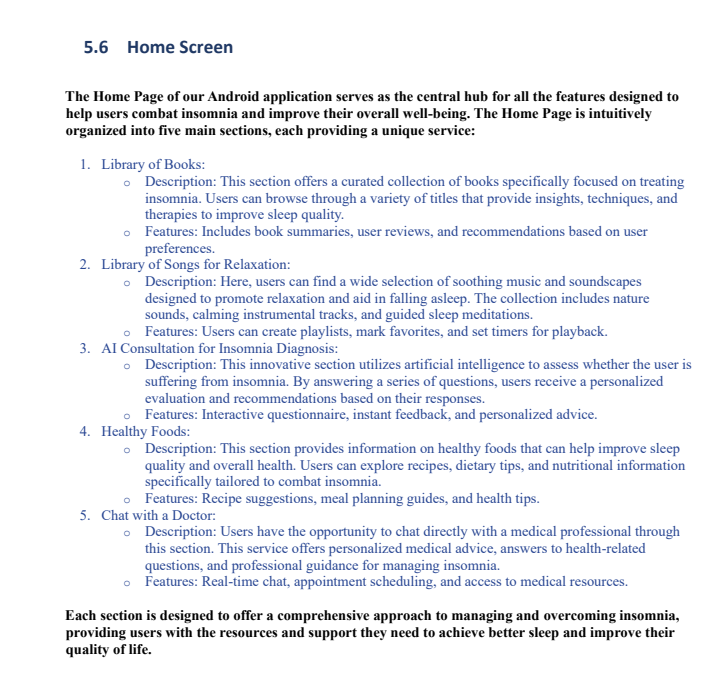 5.6 Home Screen
The Home Page of our Android application serves as the central hub for all the features designed to
help users combat insomnia and improve their overall well-being. The Home Page is intuitively
organized into five main sections, each providing a unique service:
1. Library of Books:
o Description: This section offers a curated collection of books specifically focused on treating
insomnia. Users can browse through a variety of titles that provide insights, techniques, and
therapies to improve sleep quality.
o Features: Includes book summaries, user reviews, and recommendations based on user
preferences.
2. Library of Songs for Relaxation:
o Description: Here, users can find a wide selection of soothing music and soundscapes
designed to promote relaxation and aid in falling asleep. The collection includes nature
sounds, calming instrumental tracks, and guided sleep meditations.
o Features: Users can create playlists, mark favorites, and set timers for playback.
3. AI Consultation for Insomnia Diagnosis:
o Description: This innovative section utilizes artificial intelligence to assess whether the user is
suffering from insomnia. By answering a series of questions, users receive a personalized
evaluation and recommendations based on their responses.
o Features: Interactive questionnaire, instant feedback, and personalized advice.
4. Healthy Foods:
o Description: This section provides information on healthy foods that can help improve sleep
quality and overall health. Users can explore recipes, dietary tips, and nutritional information
specifically tailored to combat insomnia.
o Features: Recipe suggestions, meal planning guides, and health tips.
5. Chat with a Doctor:
o Description: Users have the opportunity to chat directly with a medical professional through
this section. This service offers personalized medical advice, answers to health-related
questions, and professional guidance for managing insomnia.
o Features: Real-time chat, appointment scheduling, and access to medical resources.
Each section is designed to offer a comprehensive approach to managing and overcoming insomnia,
providing users with the resources and support they need to achieve better sleep and improve their
quality of life.